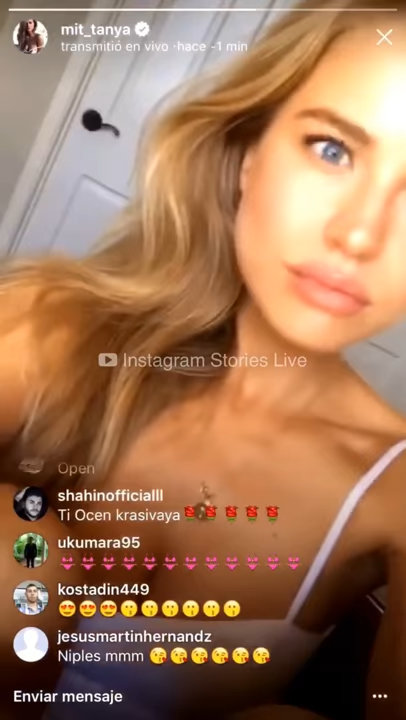 mit_tanya
transmitió en vivo ·hace -1 min
Instagram Stories Live
Open
shahinofficialll
Ti Ocen krasivaya 🌹🌹🌹🌹🌹
ukumara95
👙👙👙👙👙👙👙👙👙👙👙👙
kostadin449
😍😍😍😗😗😗😗😗😗
jesusmartinhernandz
Niples mmm 😘😘😘😘😘😘
Enviar mensaje